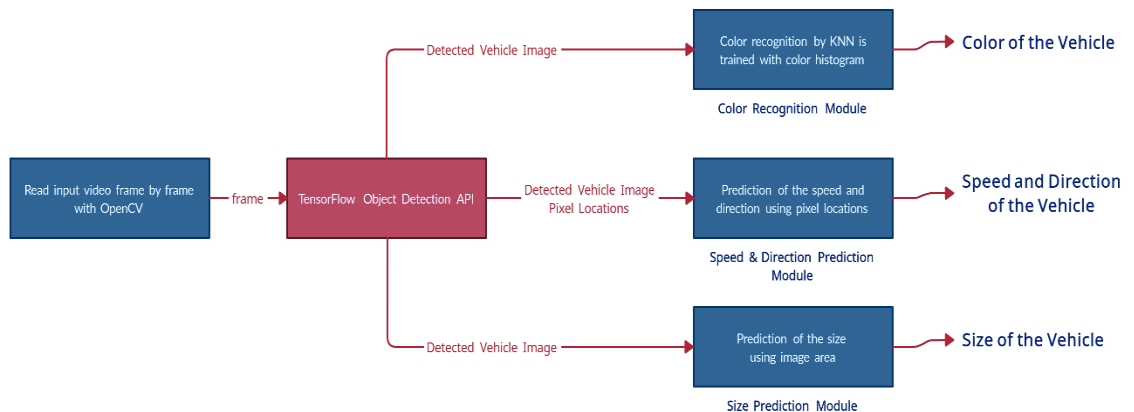 Read input video frame by frame
with OpenCV
frame
TensorFlow Object Detection API
Detected Vehicle Image
Color recognition by KNN is
trained with color histogram
Color Recognition Module
Color of the Vehicle
Detected Vehicle Image
Pixel Locations
Prediction of the speed and
direction using pixel locations
Speed & Direction Prediction
Module
Speed and Direction
of the Vehicle
Detected Vehicle Image
Prediction of the size
using image area
Size Prediction Module
Size of the Vehicle